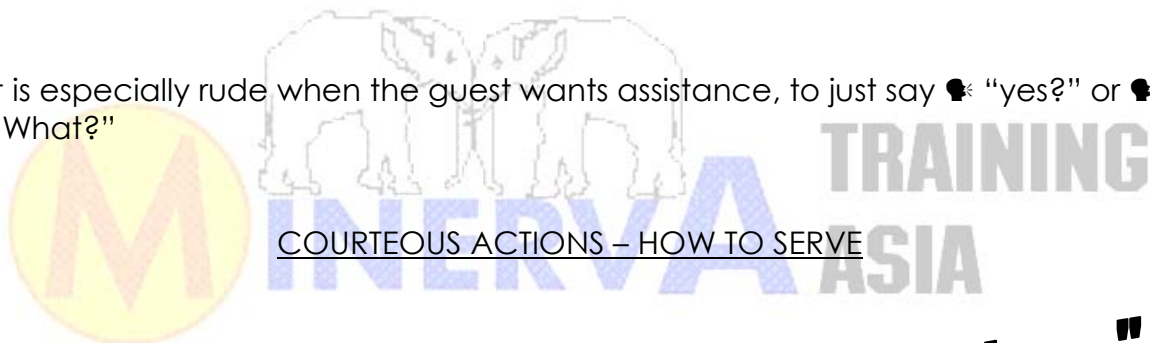 is especially rude when the guest wants assistance, to just say 🗣 “yes?” or 🗣
What?”
TRAINING
MINERVA
COURTEOUS ACTIONS – HOW TO SERVE
ASIA
"